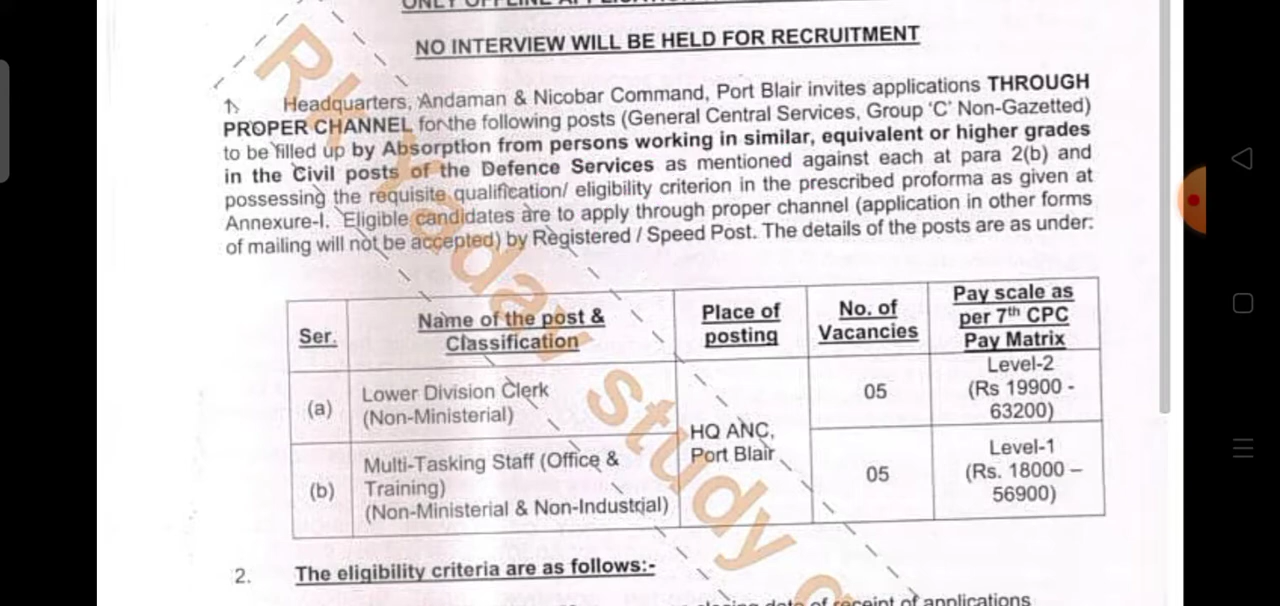 NO INTERVIEW WILL BE HELD FOR RECRUITMENT
1. Headquarters, Andaman & Nicobar Command, Port Blair invites applications THROUGH
PROPER CHANNEL for the following posts (General Central Services, Group 'C' Non-Gazetted)
to be filled up by Absorption from persons working in similar, equivalent or higher grades
in the Civil posts of the Defence Services as mentioned against each at para 2(b) and
possessing the requisite qualification/ eligibility criterion in the prescribed proforma as given at
Annexure-I. Eligible candidates are to apply through proper channel (application in other forms
of mailing will not be accepted) by Registered / Speed Post. The details of the posts are as under:
Ser.
Name of the post &
Classification
Place of
posting
No. of
Vacancies
Pay scale as
per 7th CPC
Pay Matrix
(a)
Lower Division Clerk
(Non-Ministerial)
HQ ANC,
Port Blair
05
Level-2
(Rs 19900 -
63200)
(b)
Multi-Tasking Staff (Office &
Training)
(Non-Ministerial & Non-Industrial)
05
Level-1
(Rs. 18000 –
56900)
2. The eligibility criteria are as follows:-
closing date of receipt of applications
study